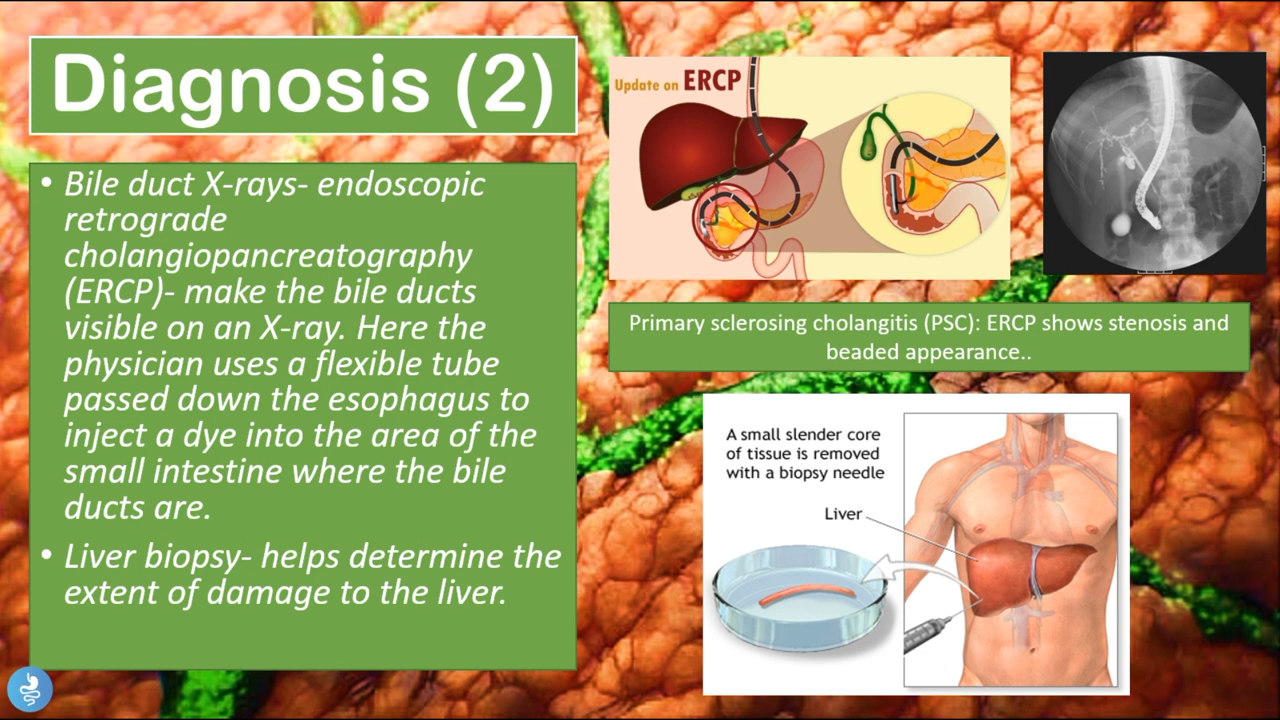 Diagnosis (2)
• Bile duct X-rays- endoscopic
retrograde
cholangiopancreatography
(ERCP)- make the bile ducts
visible on an X-ray. Here the
physician uses a flexible tube
passed down the esophagus to
inject a dye into the area of the
small intestine where the bile
ducts are.
• Liver biopsy- helps determine the
extent of damage to the liver.
Update on ERCP
Primary sclerosing cholangitis (PSC): ERCP shows stenosis and
beaded appearance..
A small slender core
of tissue is removed
with a biopsy needle
Liver